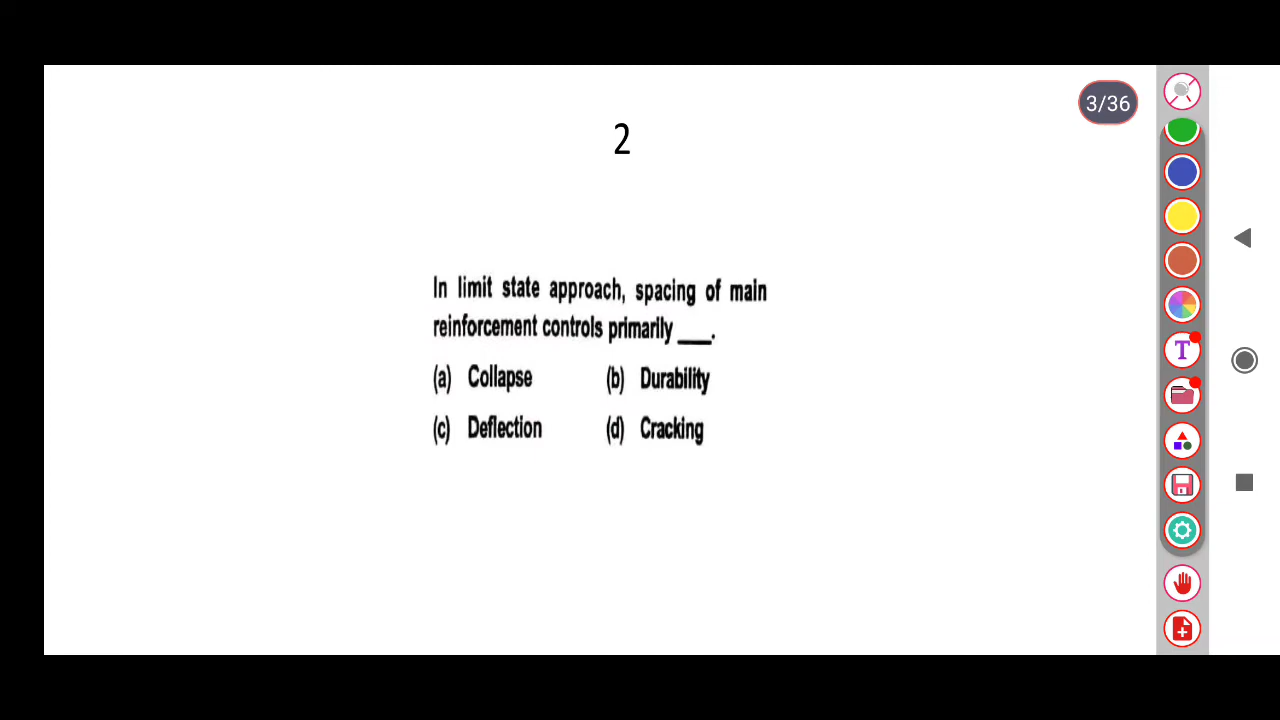 3/36
2
In limit state approach, spacing of main
reinforcement controls primarily ___.
(a) Collapse (b) Durability
(c) Deflection (d) Cracking
T